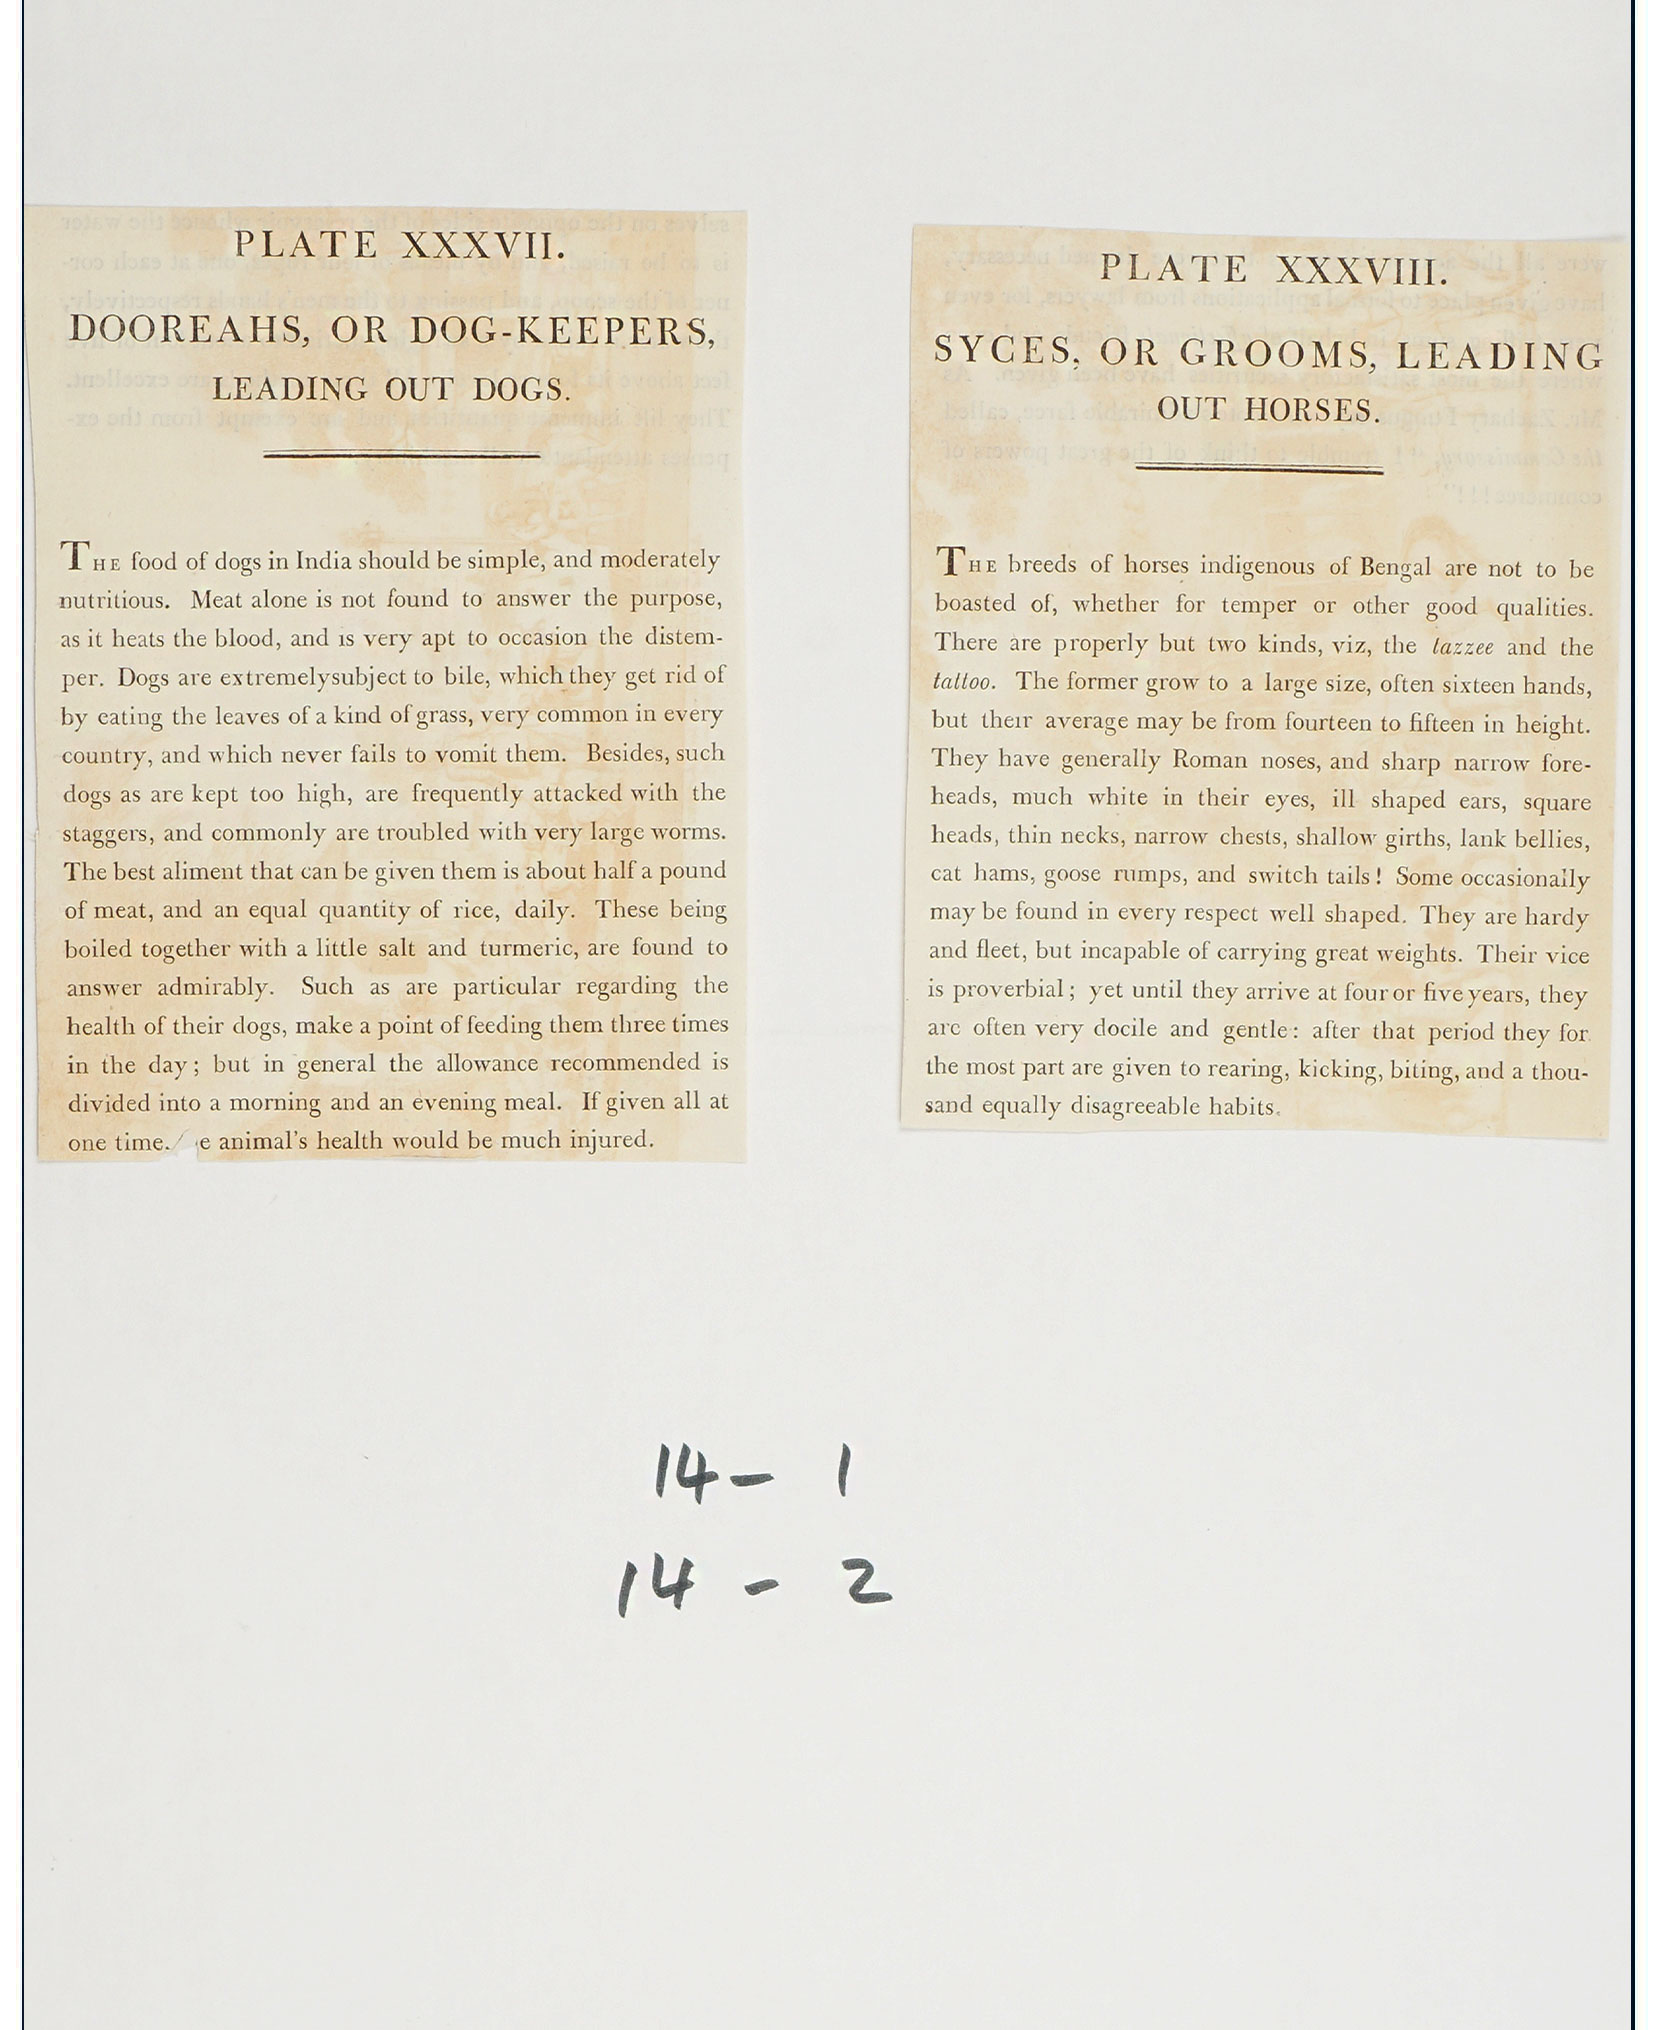 PLATE XXXVII.
DOOREAHS, OR DOG-KEEPERS,
LEADING OUT DOGS.
THE food of dogs in India should be simple, and moderately
nutritious. Meat alone is not found to answer the purpose,
as it heats the blood, and is very apt to occasion the distem-
per. Dogs are extremelysubject to bile, which they get rid of
by eating the leaves of a kind of grass, very common in every
country, and which never fails to vomit them. Besides, such
dogs as are kept too high, are frequently attacked with the
staggers, and commonly are troubled with very large worms.
The best aliment that can be given them is about half a pound
of meat, and an equal quantity of rice, daily. These being
boiled together with a little salt and turmeric, are found to
answer admirably. Such as are particular regarding the
health of their dogs, make a point of feeding them three times
in the day; but in general the allowance recommended is
divided into a morning and an evening meal. If given all at
one time. e animal's health would be much injured.
PLATE XXXVIII.
SYCES, OR GROOMS, LEADING
OUT HORSES.
THE breeds of horses indigenous of Bengal are not to be
boasted of, whether for temper or other good qualities.
There are properly but two kinds, viz, the tazzee and the
tattoo. The former grow to a large size, often sixteen hands,
but their average may be from fourteen to fifteen in height.
They have generally Roman noses, and sharp narrow fore-
heads, much white in their eyes, ill shaped ears, square
heads, thin necks, narrow chests, shallow girths, lank bellies,
cat hams, goose rumps, and switch tails! Some occasionally
may be found in every respect well shaped. They are hardy
and fleet, but incapable of carrying great weights. Their vice
is proverbial; yet until they arrive at four or five years, they
are often very docile and gentle: after that period they for
the most part are given to rearing, kicking, biting, and a thou-
sand equally disagreeable habits.
14- 1
14 - 2